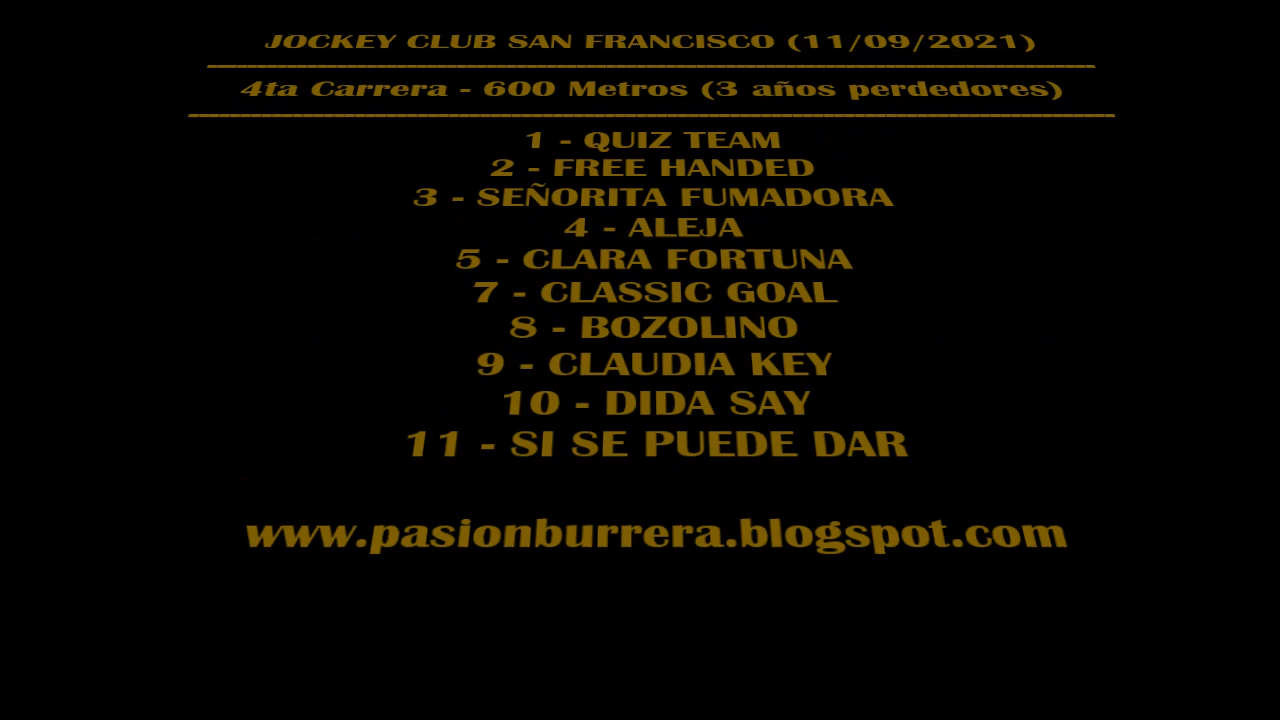 JOCKEY CLUB SAN FRANCISCO (11/09/2021)
4ta Carrera - 600 Metros (3 años perdedores)
1 - QUIZ TEAM
2 - FREE HANDED
3 - SEÑORITA FUMADORA
4 - ALEJA
5 - CLARA FORTUNA
7 - CLASSIC GOAL
8 - BOZOLINO
9 - CLAUDIA KEY
10 - DIDA SAY
11 - SI SE PUEDE DAR
www.pasionburrera.blogspot.com